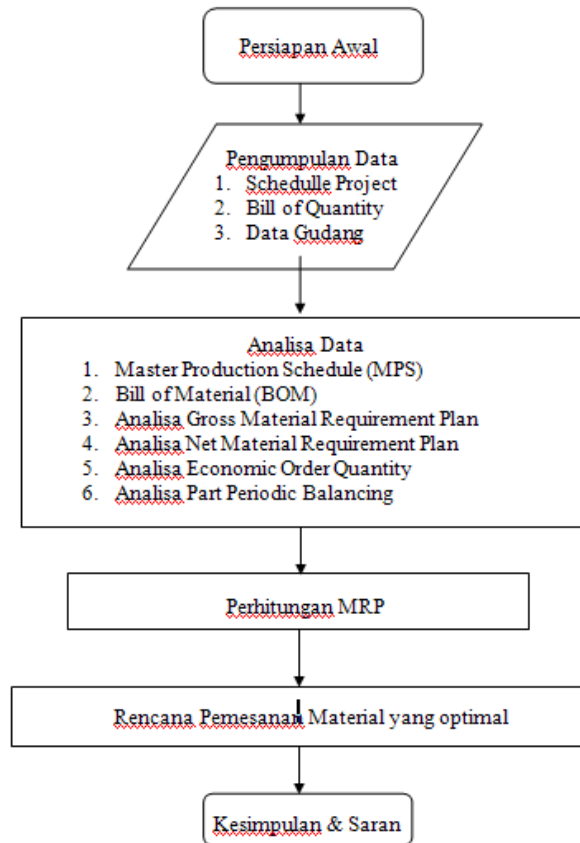 Persiapan Awal
Pengumpulan Data
1. Schedulle Project
2. Bill of Quantity
3. Data Gudang
Analisa Data
1. Master Production Schedule (MPS)
2. Bill of Material (BOM)
3. Analisa Gross Material Requirement Plan
4. Analisa Net Material Requirement Plan
5. Analisa Economic Order Quantity
6. Analisa Part Periodic Balancing
Perhitungan MRP
Rencana Pemesanan Material yang optimal
Kesimpulan & Saran